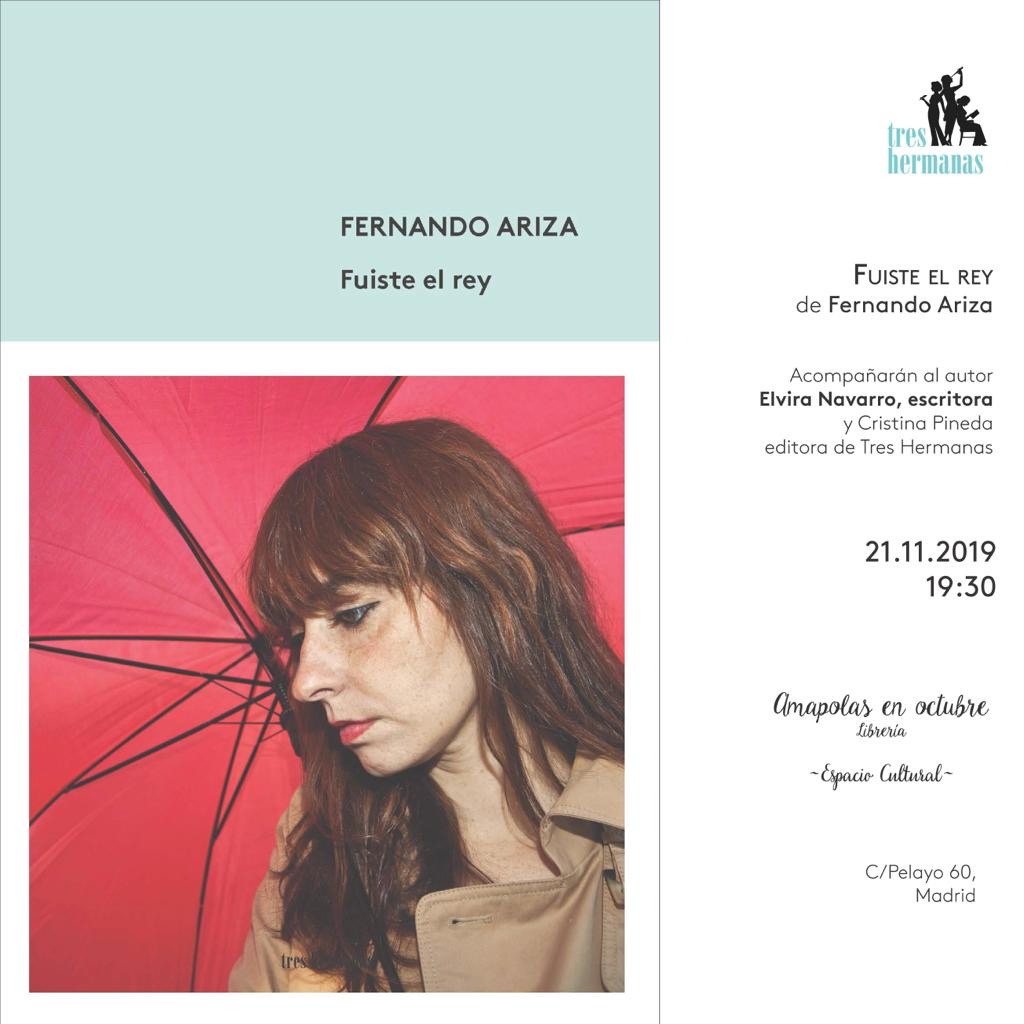 FERNANDO ARIZA
Fuiste el rey
tres
tres
hermanas
FUISTE EL REY
de Fernando Ariza
Acompañarán al autor
Elvira Navarro, escritora
y Cristina Pineda
editora de Tres Hermanas
21.11.2019
19:30
Amapolas en octubre
Librería
~Espacio Cultural~
C/Pelayo 60,
Madrid